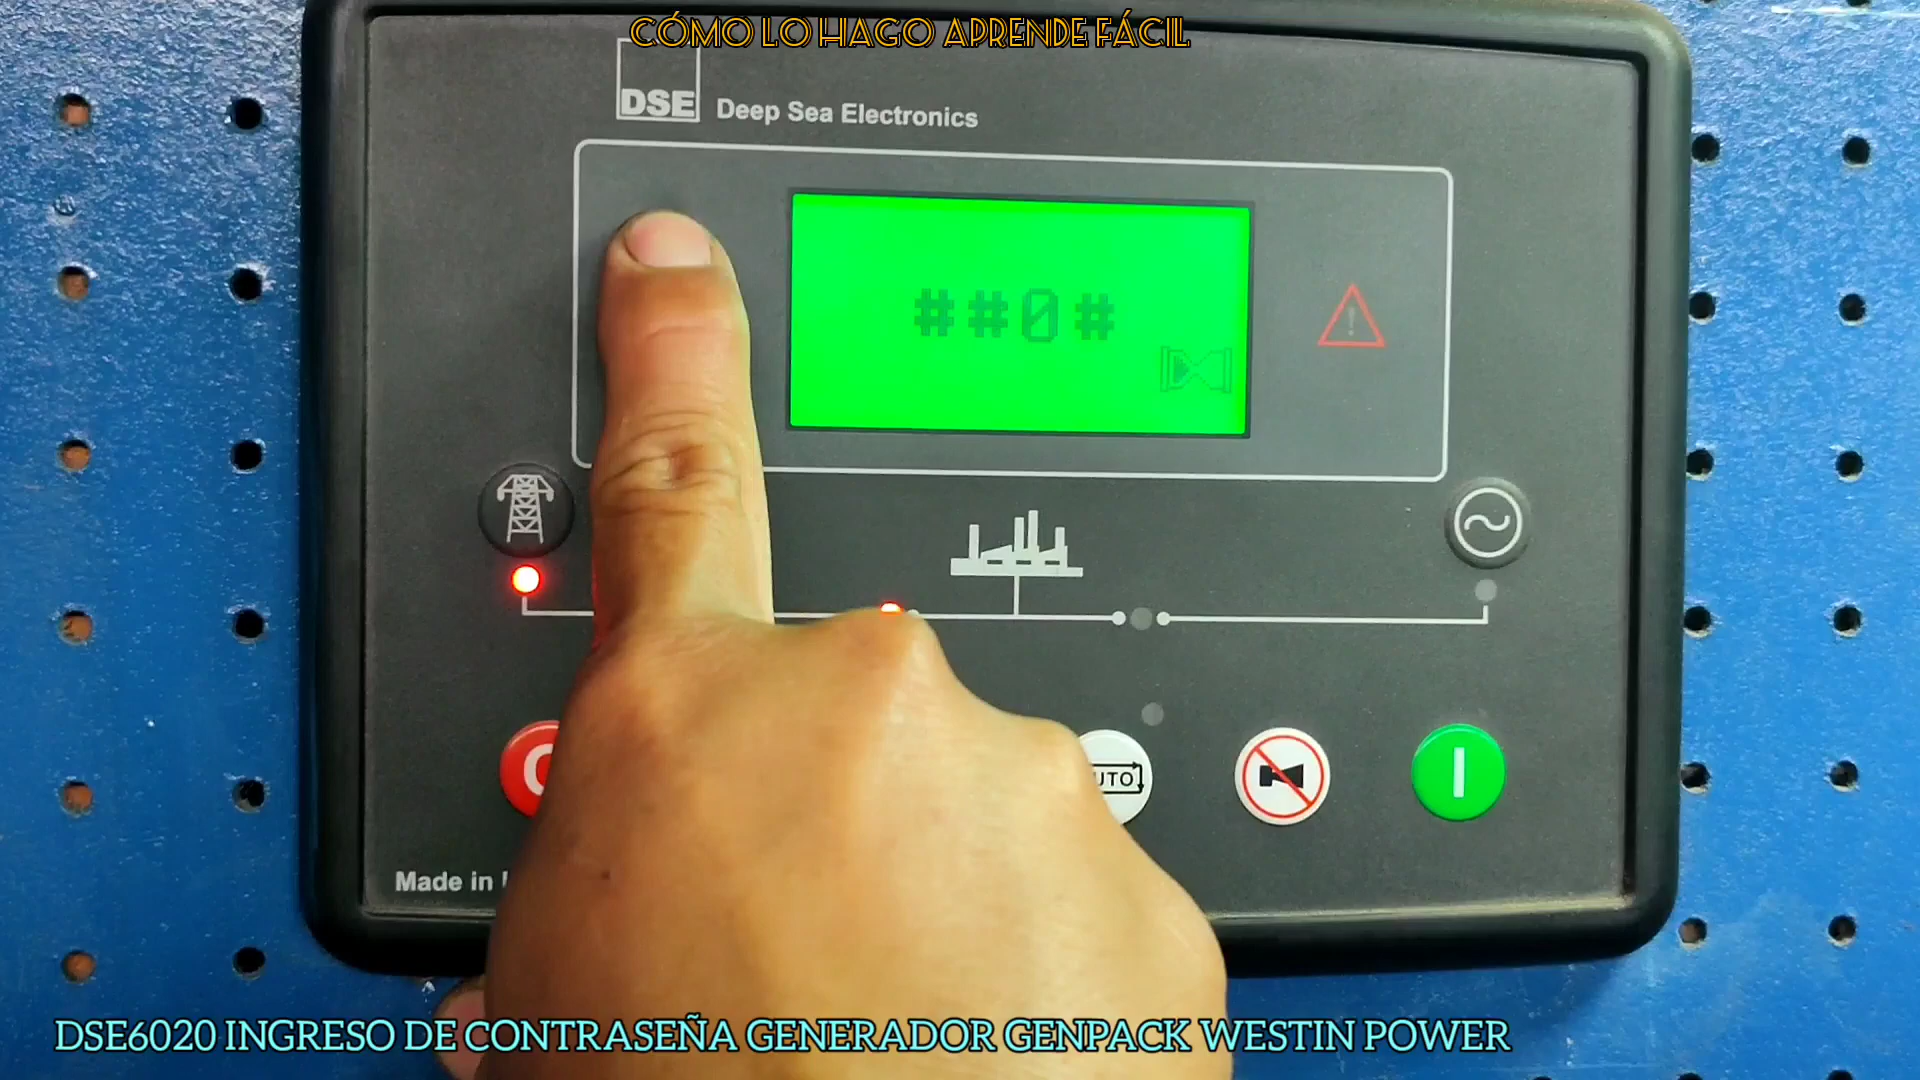 CÓMO LO HAGO APRENDE FÁCIL
DSE Deep Sea Electronics
##0#
Made in
DSE6020 INGRESO DE CONTRASEÑA GENERADOR GENPACK WESTIN POWER